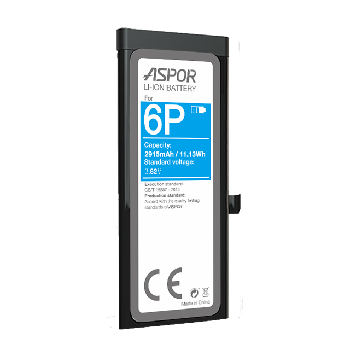 ASPOR
LI-ION BATTERY
For
6P
Capacity:
2915mAh / 11.13Wh
Standard voltage:
3.82V
Execution standard:
Production standard:
CE
Made in China